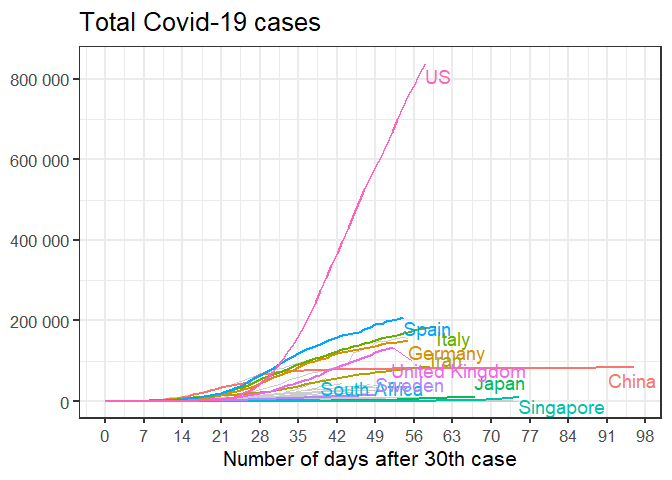 Total Covid-19 cases
800 000
600 000
400 000
200 000
0
US
Spain
Italy
Germany
Iran
United Kingdom
China
Sweden
Japan
South Africa
Singapore
0 7 14 21 28 35 42 49 56 63 70 77 84 91 98
Number of days after 30th case